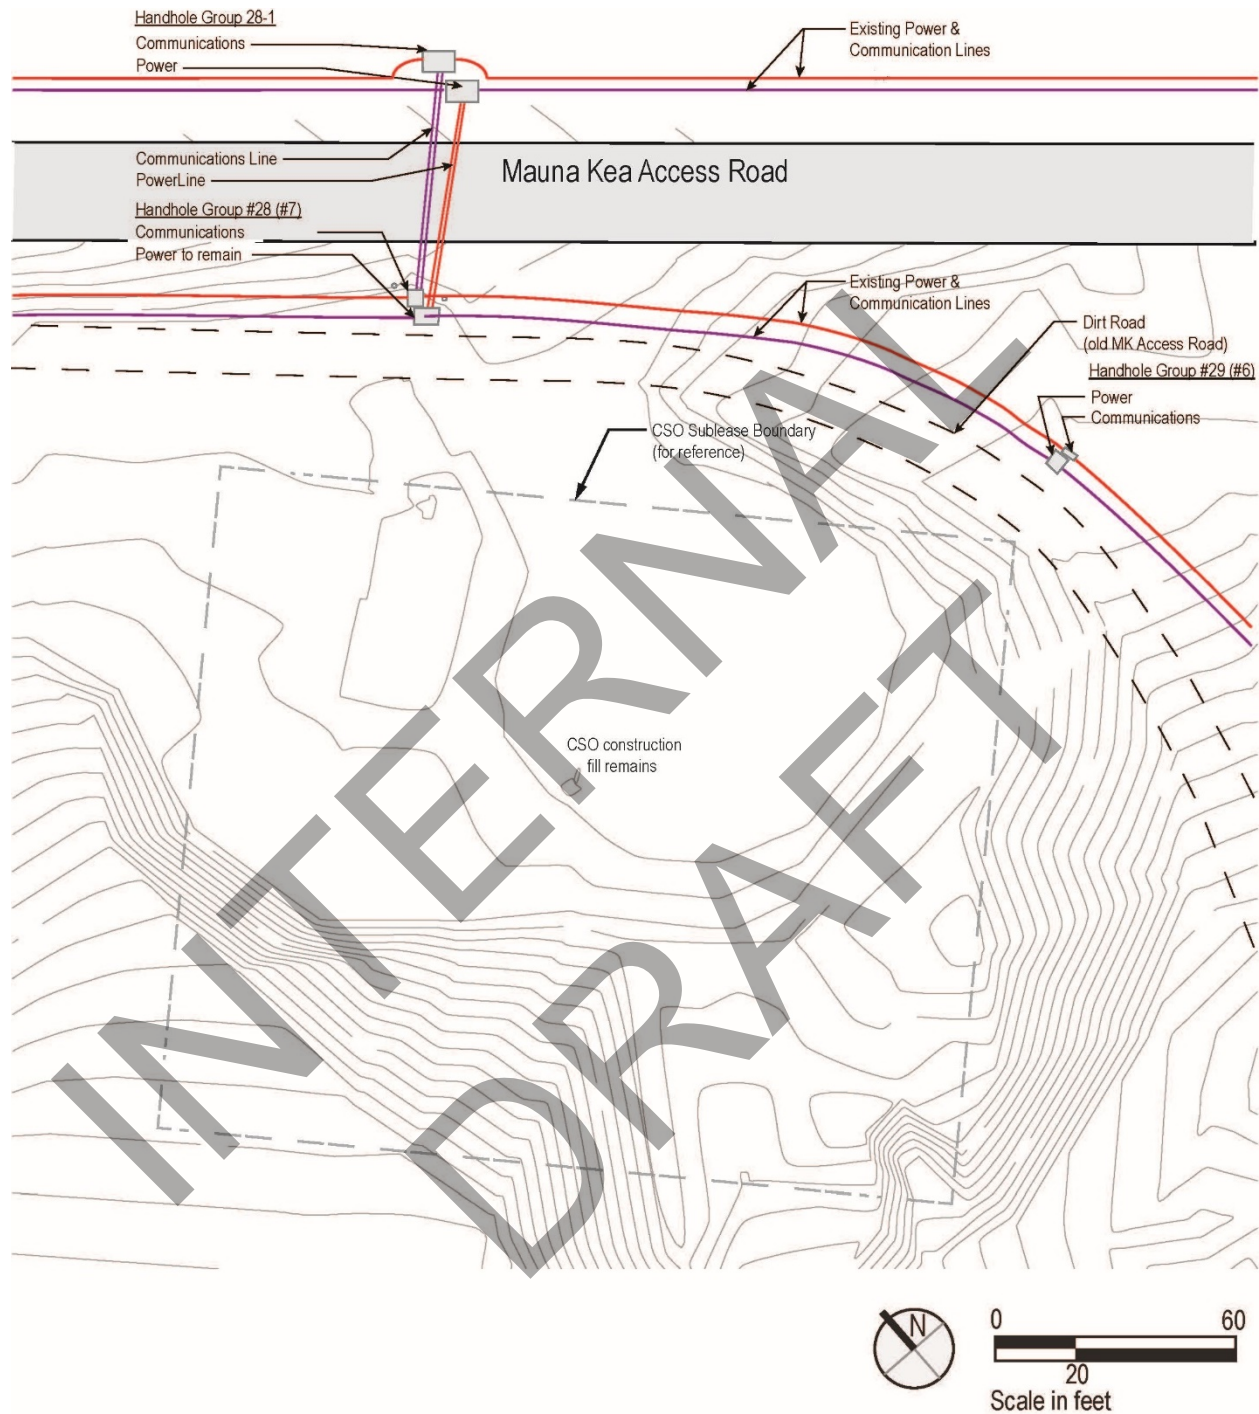 Handhole Group 28-1
Communications
Power
Existing Power &
Communication Lines
Communications Line
PowerLine
Mauna Kea Access Road
Handhole Group #28 (#7)
Communications
Power to remain
Existing Power &
Communication Lines
Dirt Road
(old MK Access Road)
Handhole Group #29 (#6)
Power
Communications
CSO Sublease Boundary
(for reference)
CSO construction
fill remains
INTERNAL
DRAFT
N
0 60
20
Scale in feet